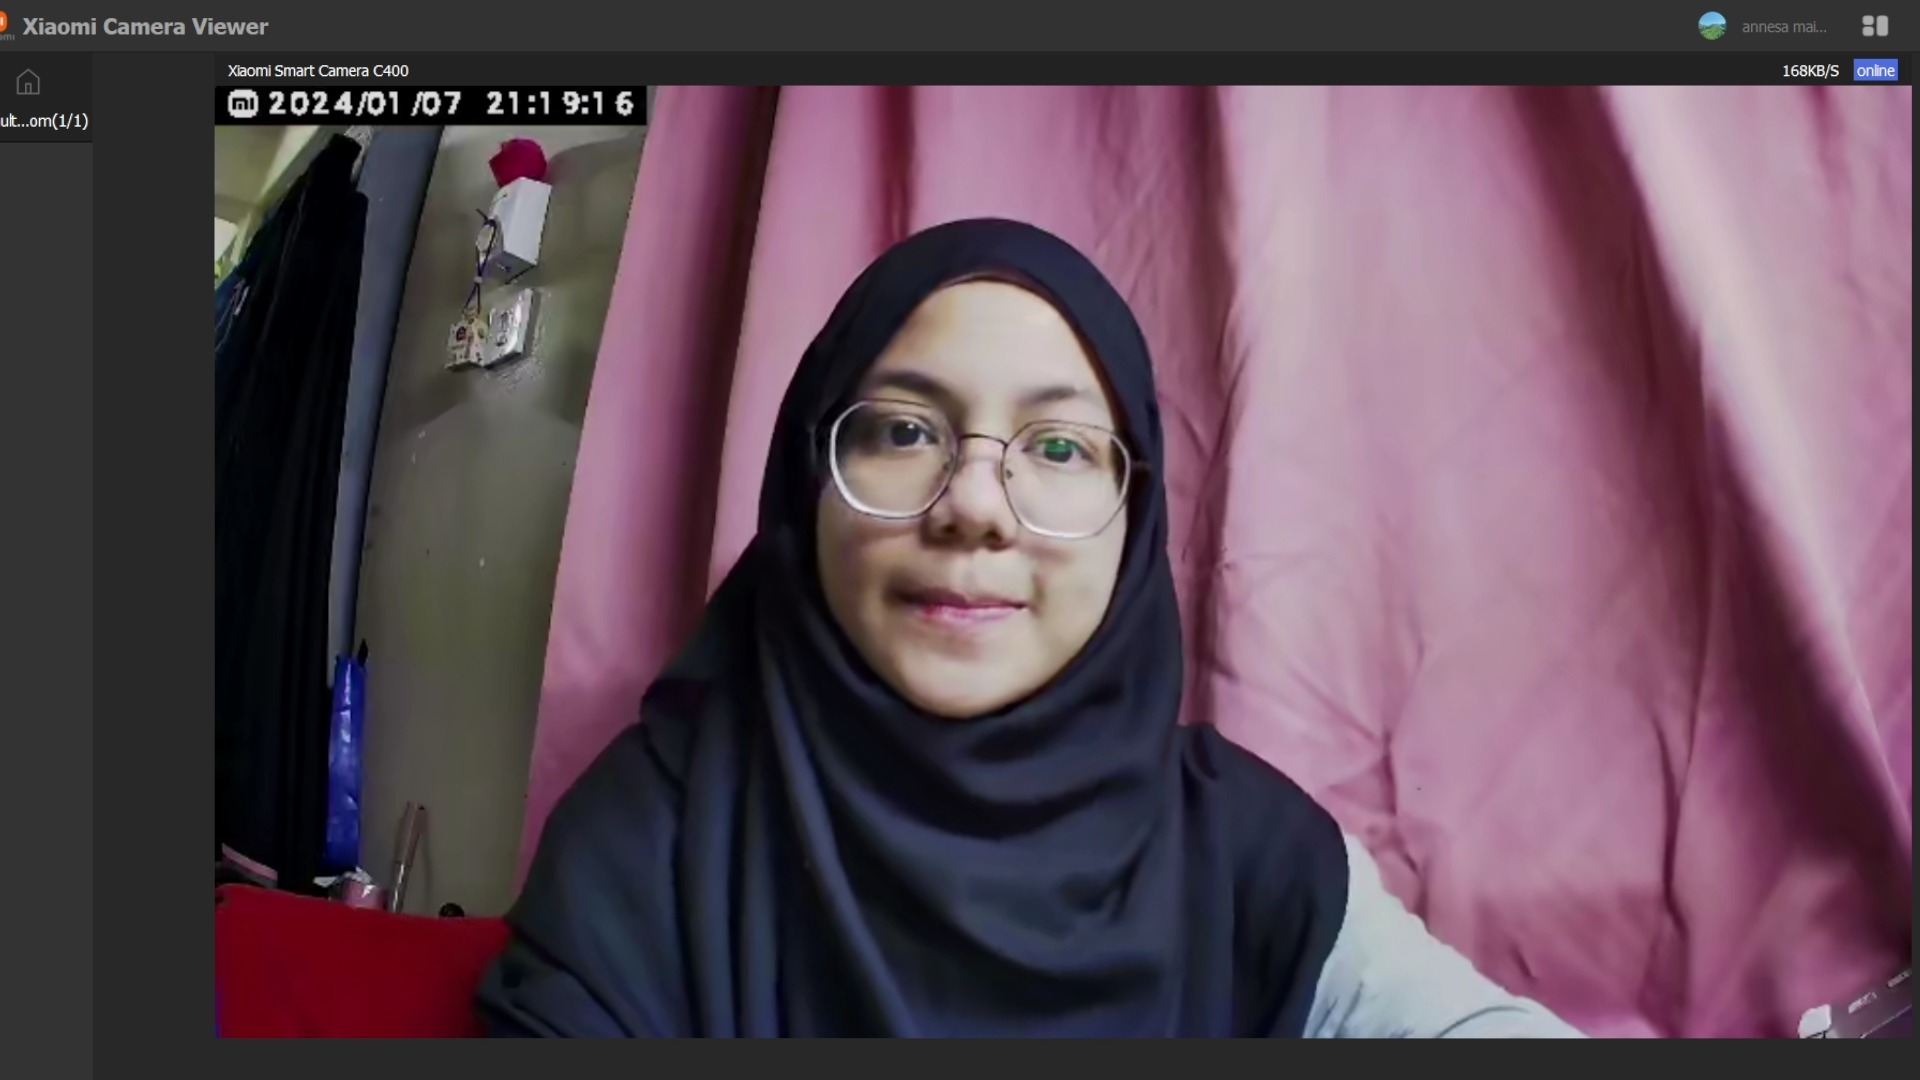 Xiaomi Camera Viewer
annesa mai...
Xiaomi Smart Camera C400
168KB/S
online
mi 2024/01/07 21:19:16
ult...om(1/1)